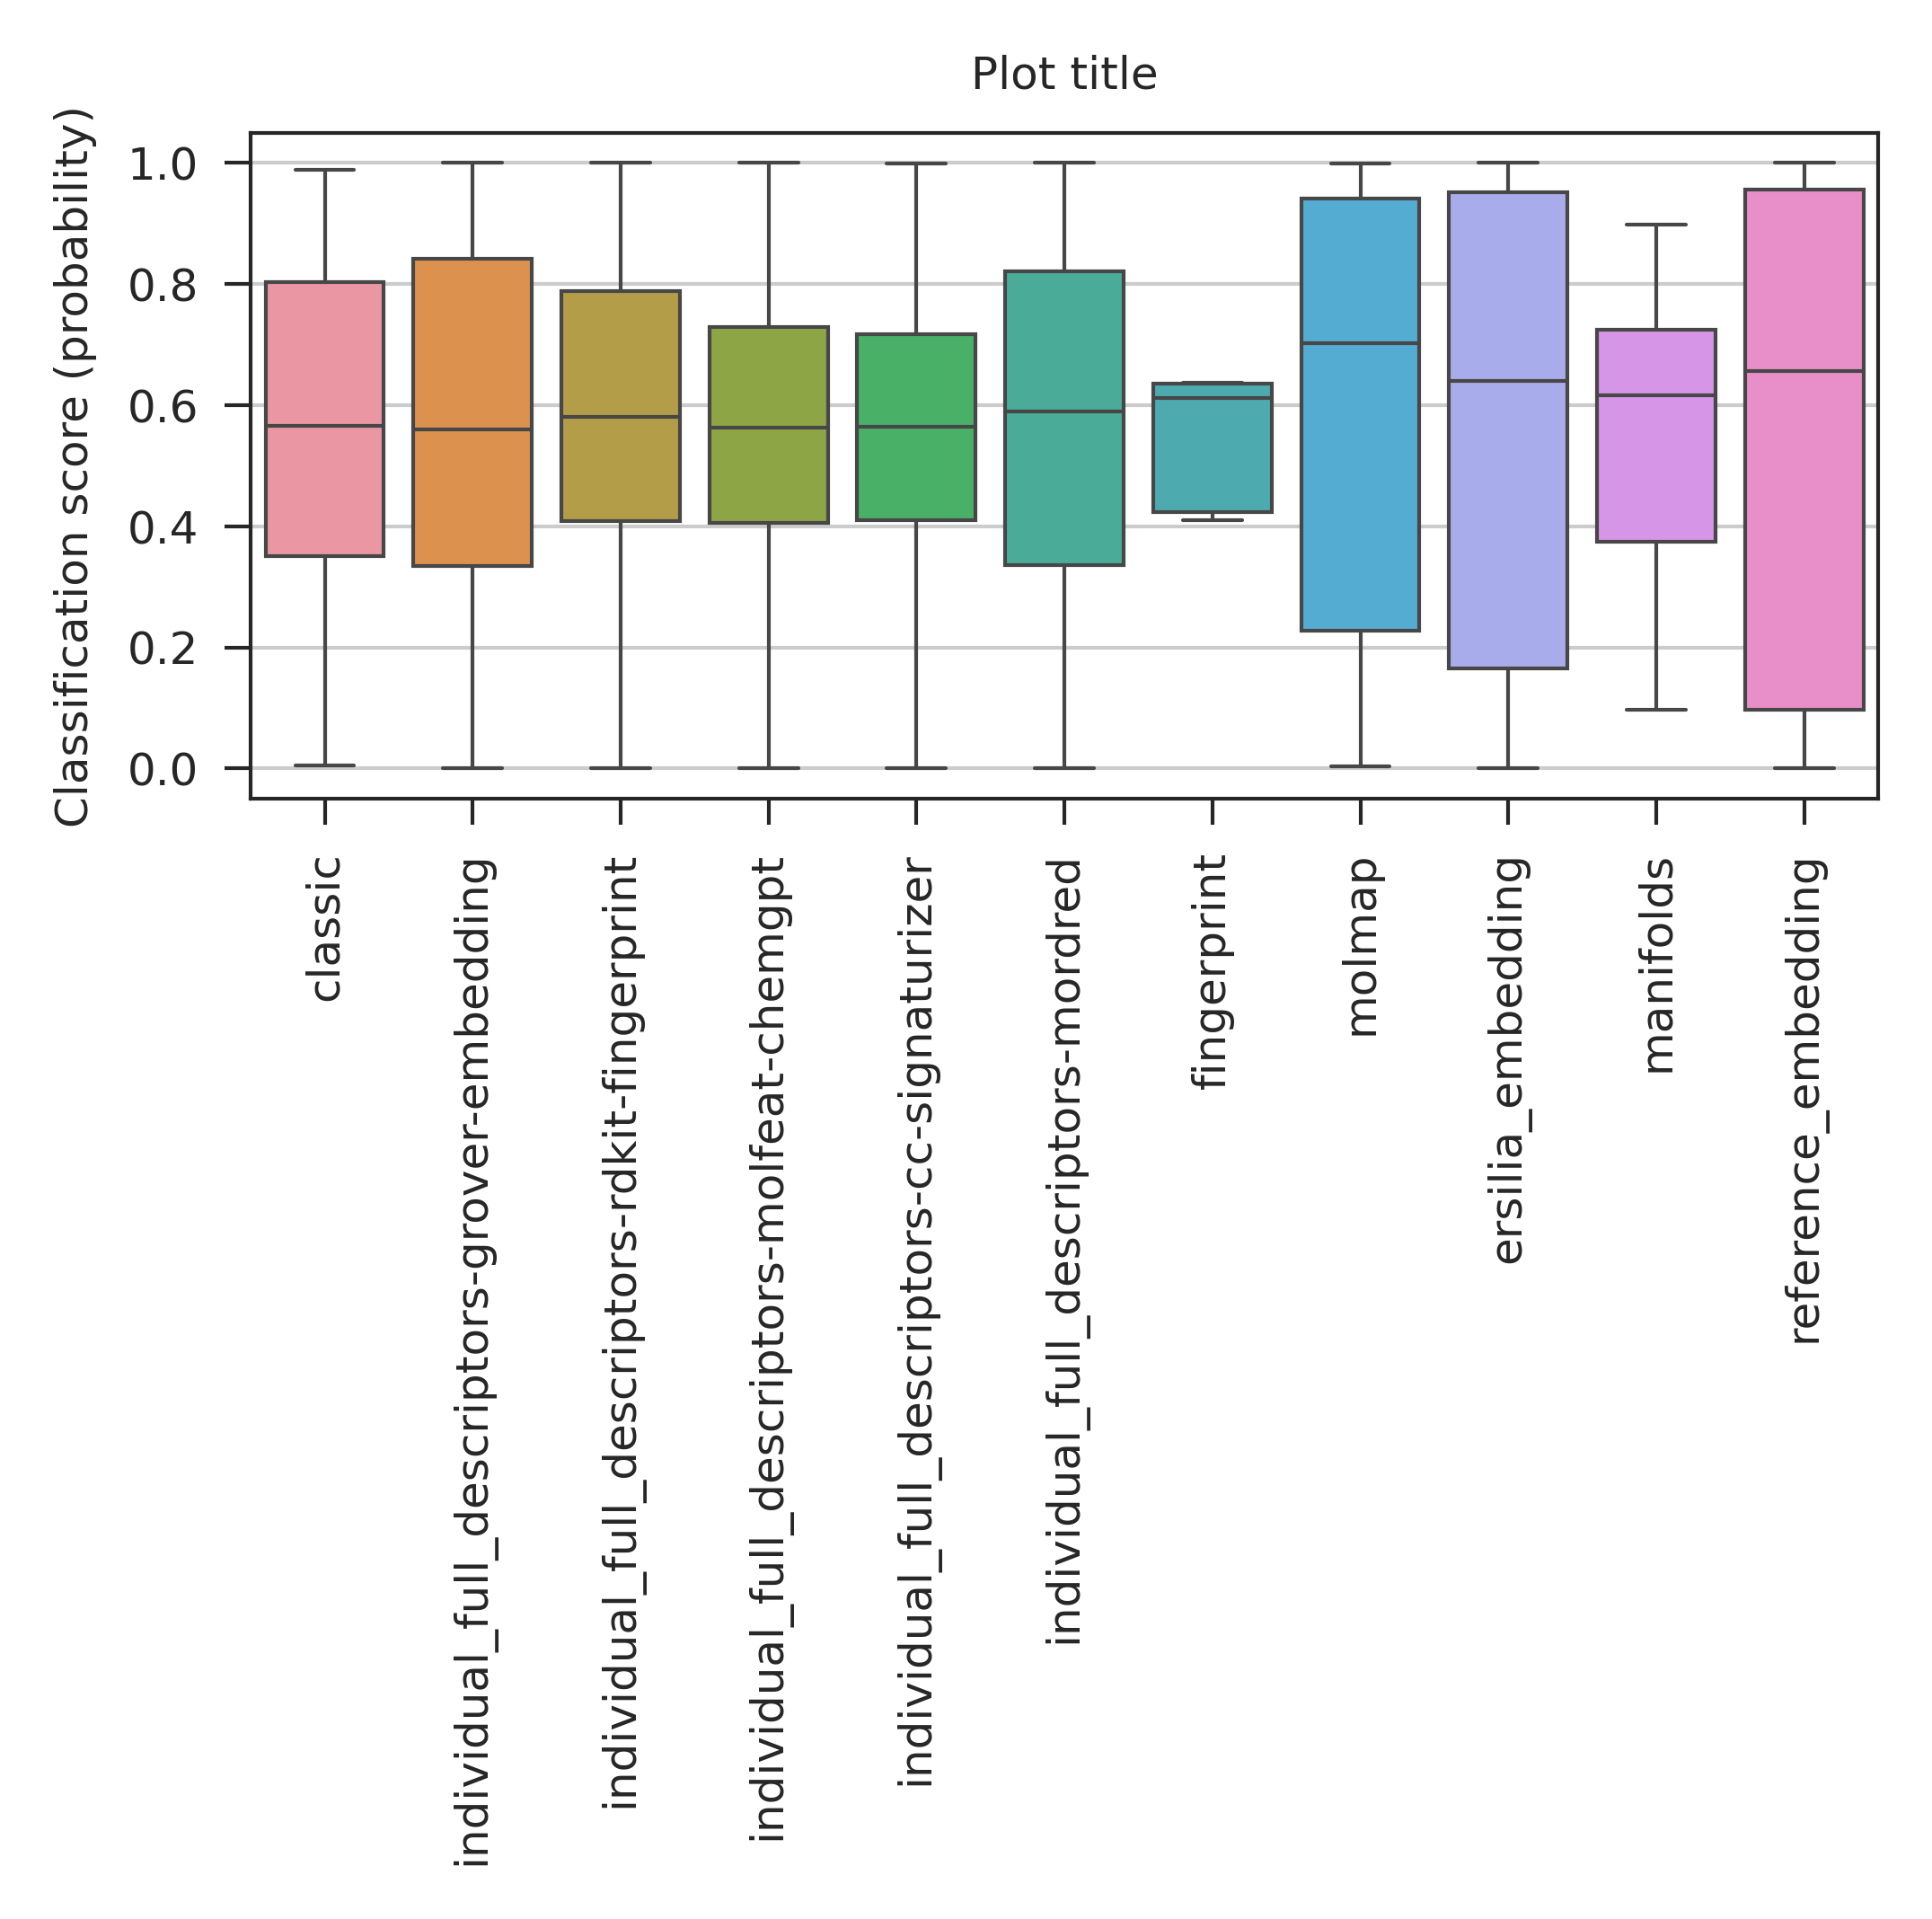 Plot title
Classification score (probability)
1.0
0.8
0.6
0.4
0.2
0.0
classic
individual_full_descriptors-grover-embedding
individual_full_descriptors-rdkit-fingerprint
individual_full_descriptors-molfeat-chemgpt
individual_full_descriptors-cc-signaturizer
individual_full_descriptors-mordred
fingerprint
molmap
ersilia_embedding
manifolds
reference_embedding